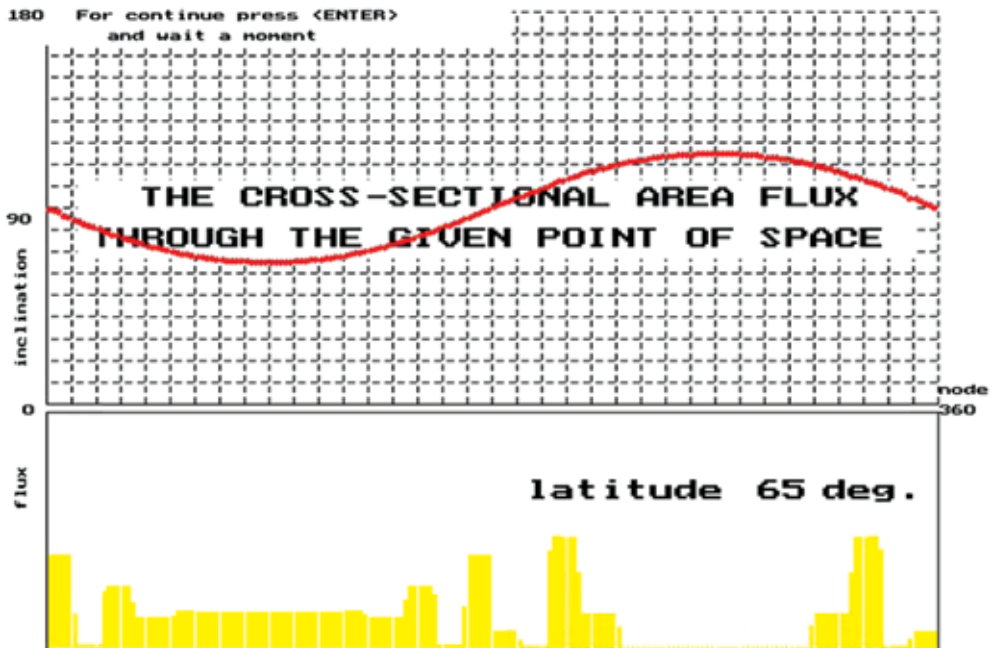 180 For continue press <ENTER>
and wait a moment
THE CROSS-SECTIONAL AREA FLUX
90
THROUGH THE GIVEN POINT OF SPACE
inclination
node
0
360
flux
latitude 65 deg.